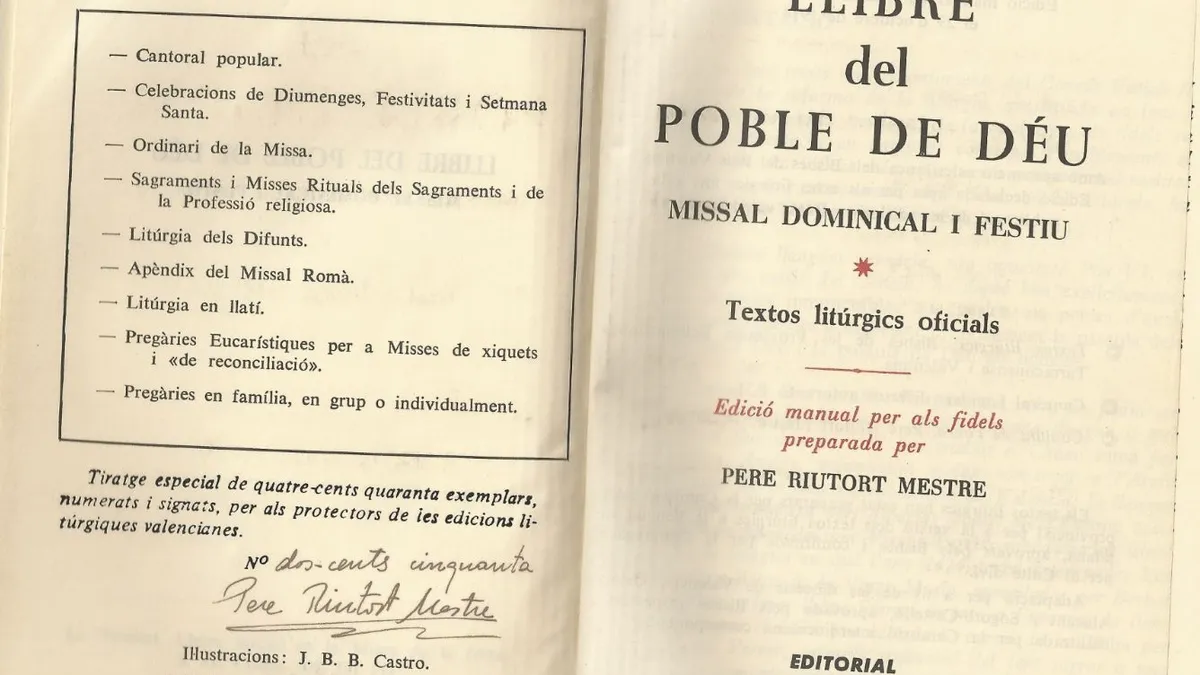 — Cantoral popular.
— Celebracions de Diumenges, Festivitats i Setmana
Santa.
— Ordinari de la Missa.
— Sagraments i Misses Rituals dels Sagraments i de
la Professió religiosa.
— Litúrgia dels Difunts.
— Apèndix del Missal Romà.
— Litúrgia en llatí.
— Pregàries Eucarístiques per a Misses de xiquets
i «de reconciliació».
— Pregàries en família, en grup o individualment.
Tiratge especial de quatre-cents quaranta exemplars,
numerats i signats, per als protectors de les edicions li-
túrgiques valencianes.
Nº dos-cents cinquanta
Pere Riutort Mestre
Il·lustracions: J. B. B. Castro.
LLIBRE
del
POBLE DE DÉU
MISSAL DOMINICAL I FESTIU
Textos litúrgics oficials
Edició manual per als fidels
preparada per
PERE RIUTORT MESTRE
EDITORIAL